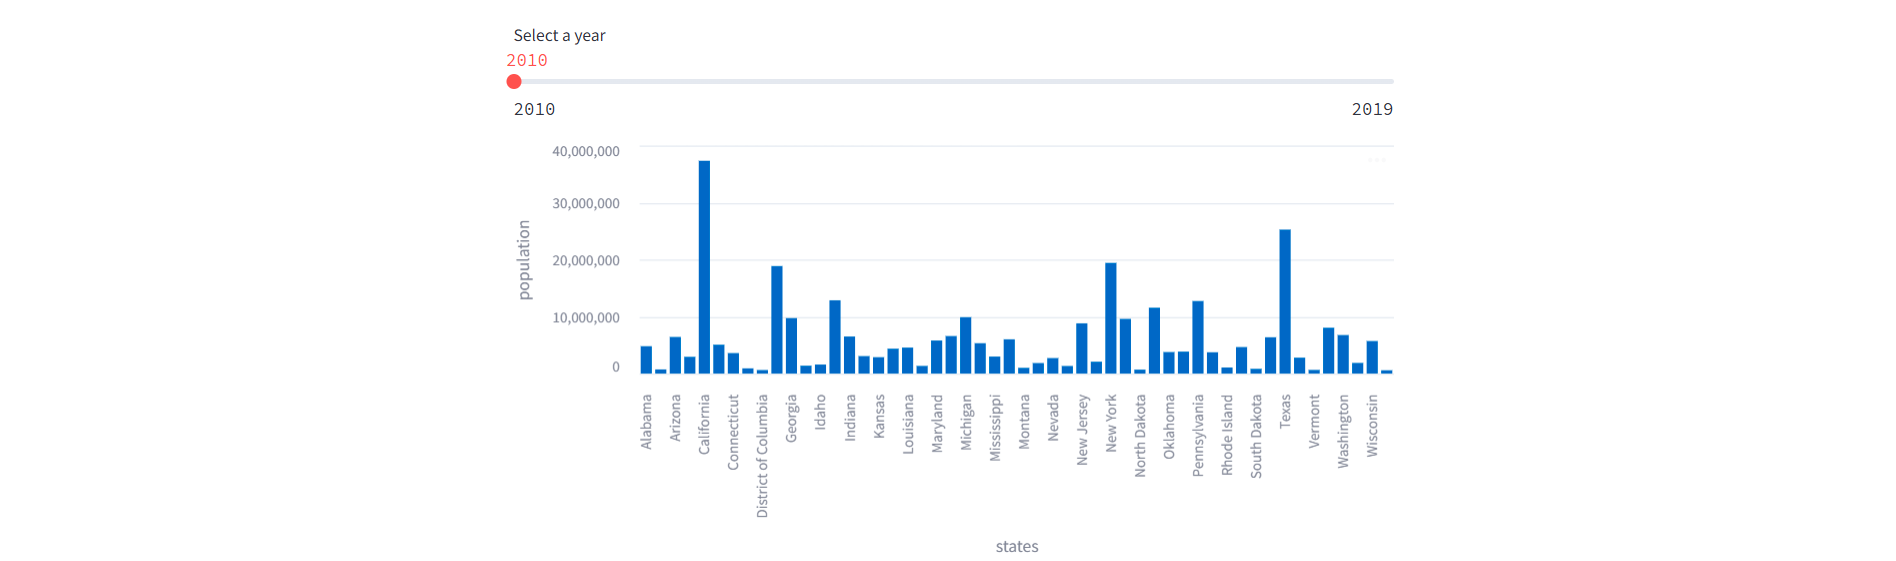 Select a year
2010
2010
2019
40,000,000
30,000,000
20,000,000
10,000,000
0
population
Alabama
Arizona
California
Connecticut
District of Columbia
Georgia
Idaho
Indiana
Kansas
Louisiana
Maryland
Michigan
Mississippi
Montana
Nevada
New Jersey
New York
North Dakota
Oklahoma
Pennsylvania
Rhode Island
South Dakota
Texas
Vermont
Washington
Wisconsin
states